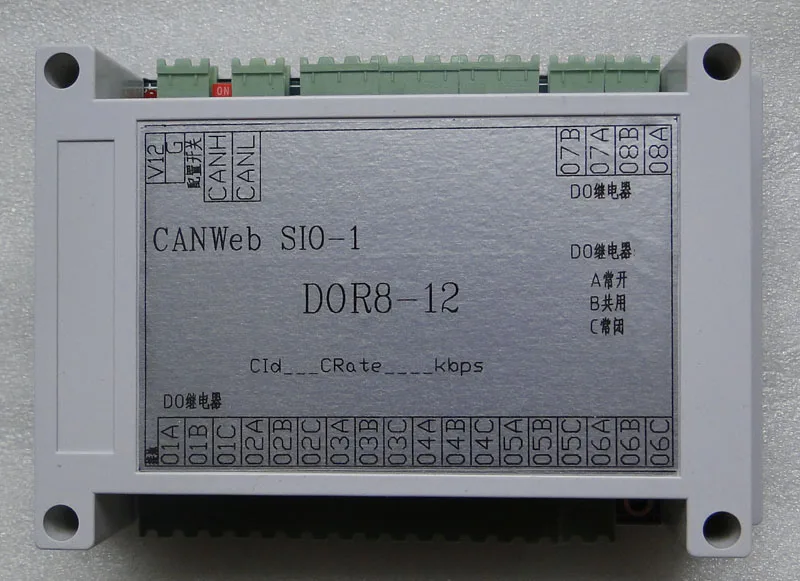 ON
V12
G
配置开关
CANH
CANL
07B
07A
08B
08A
DO继电器
CANWeb SIO-1
DO继电器
DOR8-12
A常开
B共用
C常闭
CId___CRate____kbps
DO继电器
01A
01B
01C
02A
02B
02C
03A
03B
03C
04A
04B
04C
05A
05B
05C
06A
06B
06C